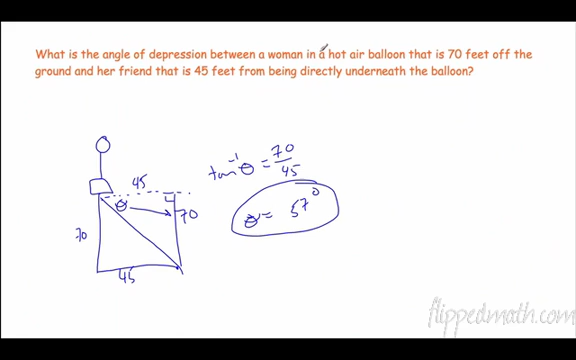 What is the angle of depression between a woman in a hot air balloon that is 70 feet off the
ground and her friend that is 45 feet from being directly underneath the balloon?
45
tan⁻¹ θ = 70/45
θ
70
θ = 57°
70
45
flippedmath.com